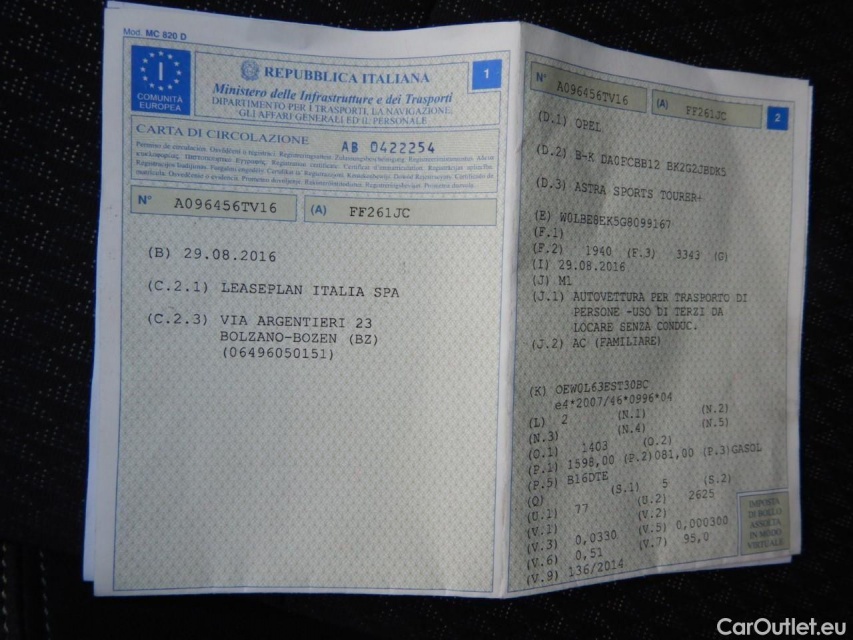 Mod. MC 820 D
I
COMUNITÀ
EUROPEA
REPUBBLICA ITALIANA
Ministero delle Infrastrutture e dei Trasporti
DIPARTIMENTO PER I TRASPORTI, LA NAVIGAZIONE,
GLI AFFARI GENERALI ED IL PERSONALE
1
CARTA DI CIRCOLAZIONE AB 0422254
N° A096456TV16 (A) FF261JC
(B) 29.08.2016
(C.2.1) LEASEPLAN ITALIA SPA
(C.2.3) VIA ARGENTIERI 23
BOLZANO-BOZEN (BZ)
(06496050151)
N° A096456TV16 (A) FF261JC 2
(D.1) OPEL
(D.2) B-K DA0FCBB12 BK2G2JBDK5
(D.3) ASTRA SPORTS TOURER+
(E) W0LBE8EK5G8099167
(F.1)
(F.2) 1940 (F.3) 3343 (G)
(I) 29.08.2016
(J) M1
(J.1) AUTOVETTURA PER TRASPORTO DI
PERSONE -USO DI TERZI DA
LOCARE SENZA CONDUC.
(J.2) AC (FAMILIARE)
(K) OEW0L63EST30BC
e4*2007/46*0996*04
(L) 2 (N.1) (N.2)
(N.3) (N.4) (N.5)
(O.1) 1403 (O.2)
(P.1) 1598,00 (P.2)081,00 (P.3)GASOL
(P.5) B16DTE
(Q) (S.1) 5 (S.2)
(U.1) 77 (U.2) 2625
(V.1) (V.2)
(V.3) 0,0330 (V.5) 0,000300
(V.6) 0,51 (V.7) 95,0
(V.9) 136/2014
IMPOSTA
DI BOLLO
ASSOLTA
IN MODO
VIRTUALE
CarOutlet.eu